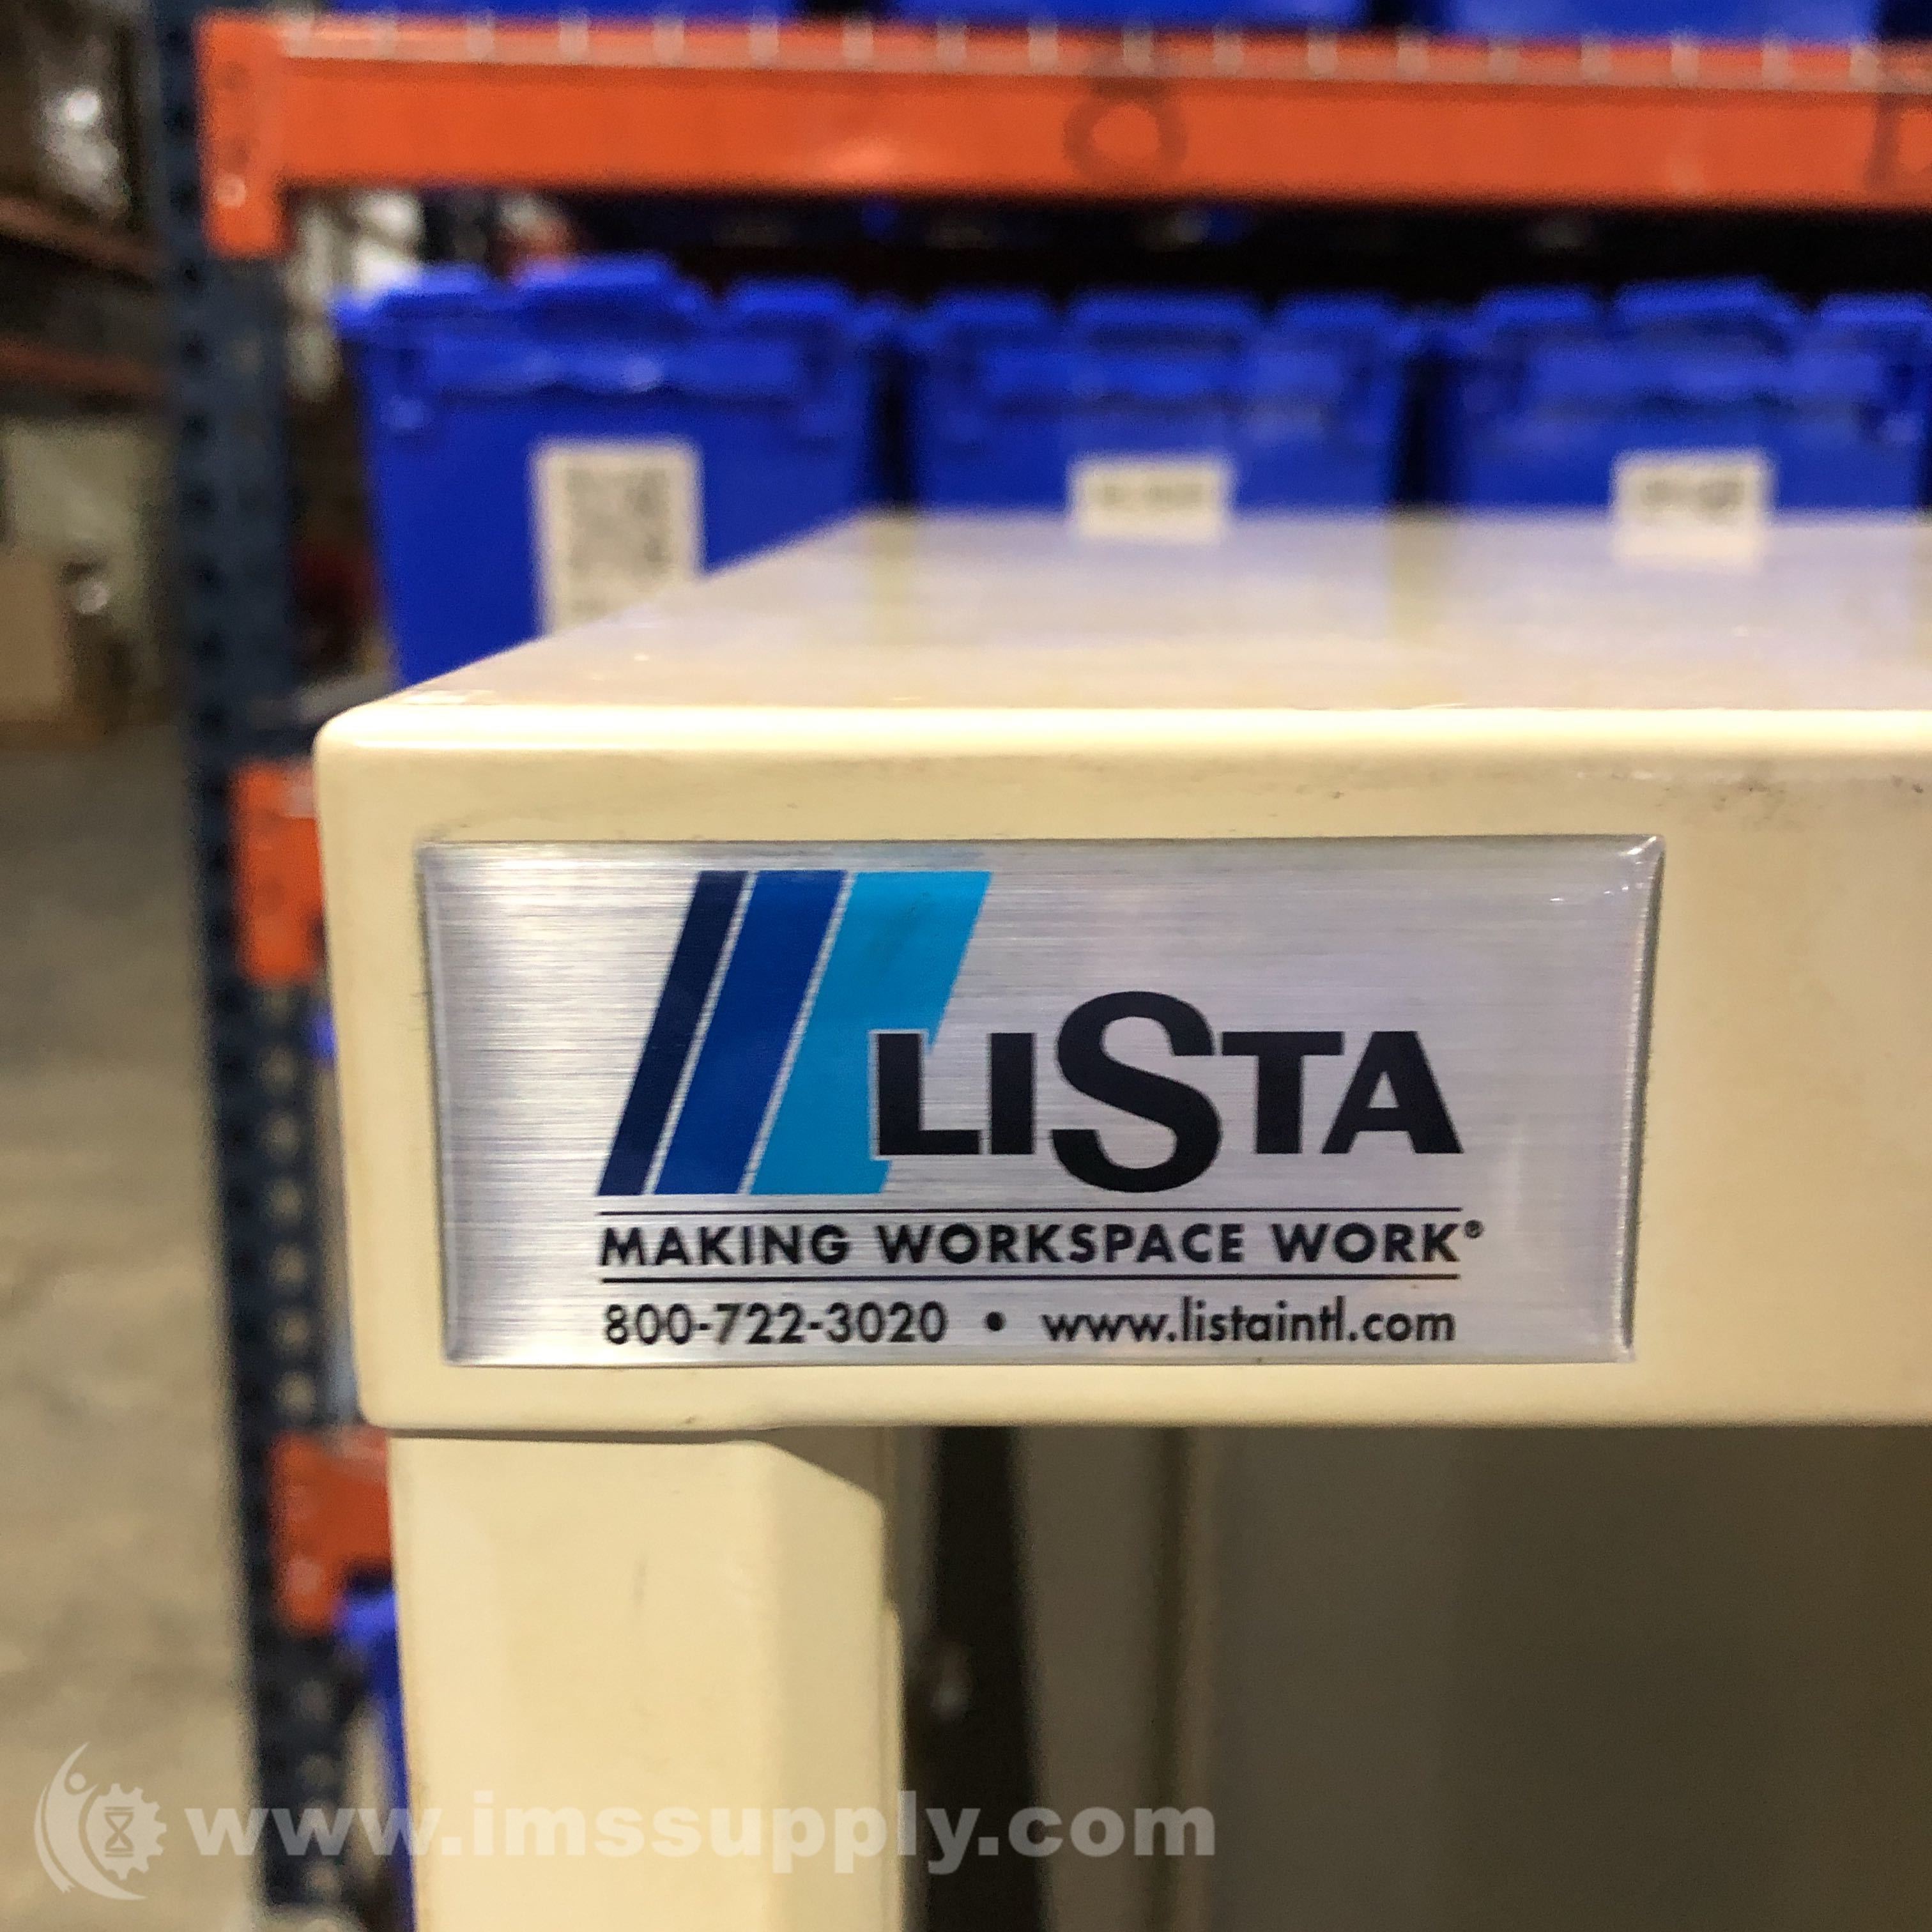 LISTA
MAKING WORKSPACE WORK®
800-722-3020 • www.listaintl.com
www.imssupply.com